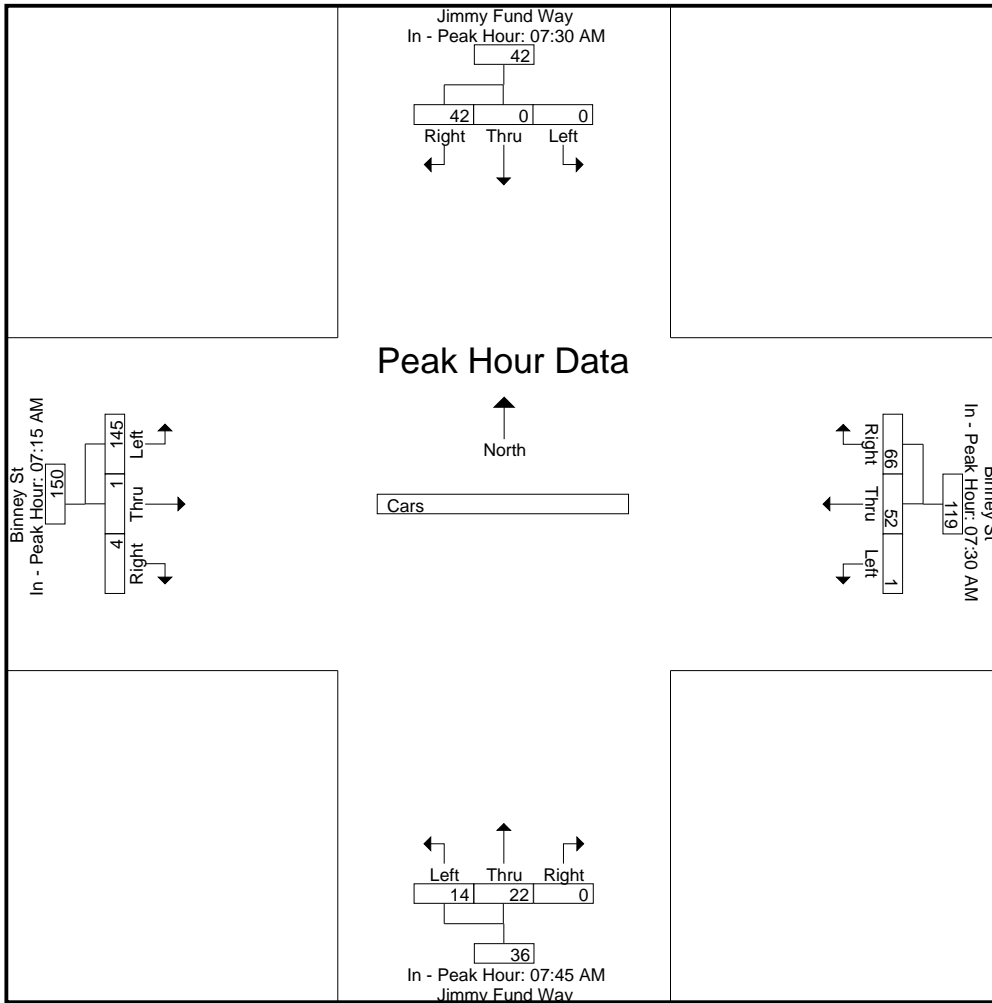 Jimmy Fund Way
In - Peak Hour: 07:30 AM
42
42 0 0
Right Thru Left
Peak Hour Data
North
Cars
Binney St
In - Peak Hour: 07:15 AM
150
145 1 4
Left Thru Right
Binney St
In - Peak Hour: 07:30 AM
119
66 52 1
Right Thru Left
Left Thru Right
14 22 0
36
In - Peak Hour: 07:45 AM
Jimmy Fund Way